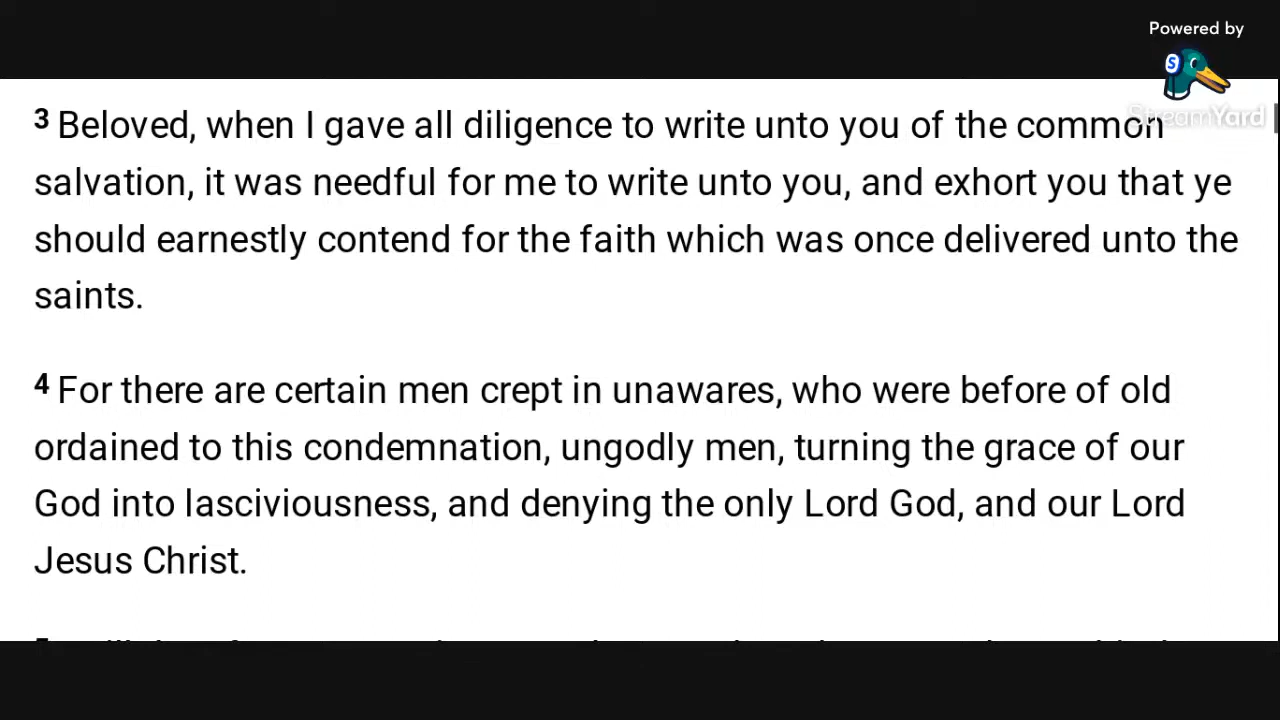 Powered by
StreamYard
3 Beloved, when I gave all diligence to write unto you of the common
salvation, it was needful for me to write unto you, and exhort you that ye
should earnestly contend for the faith which was once delivered unto the
saints.
4 For there are certain men crept in unawares, who were before of old
ordained to this condemnation, ungodly men, turning the grace of our
God into lasciviousness, and denying the only Lord God, and our Lord
Jesus Christ.